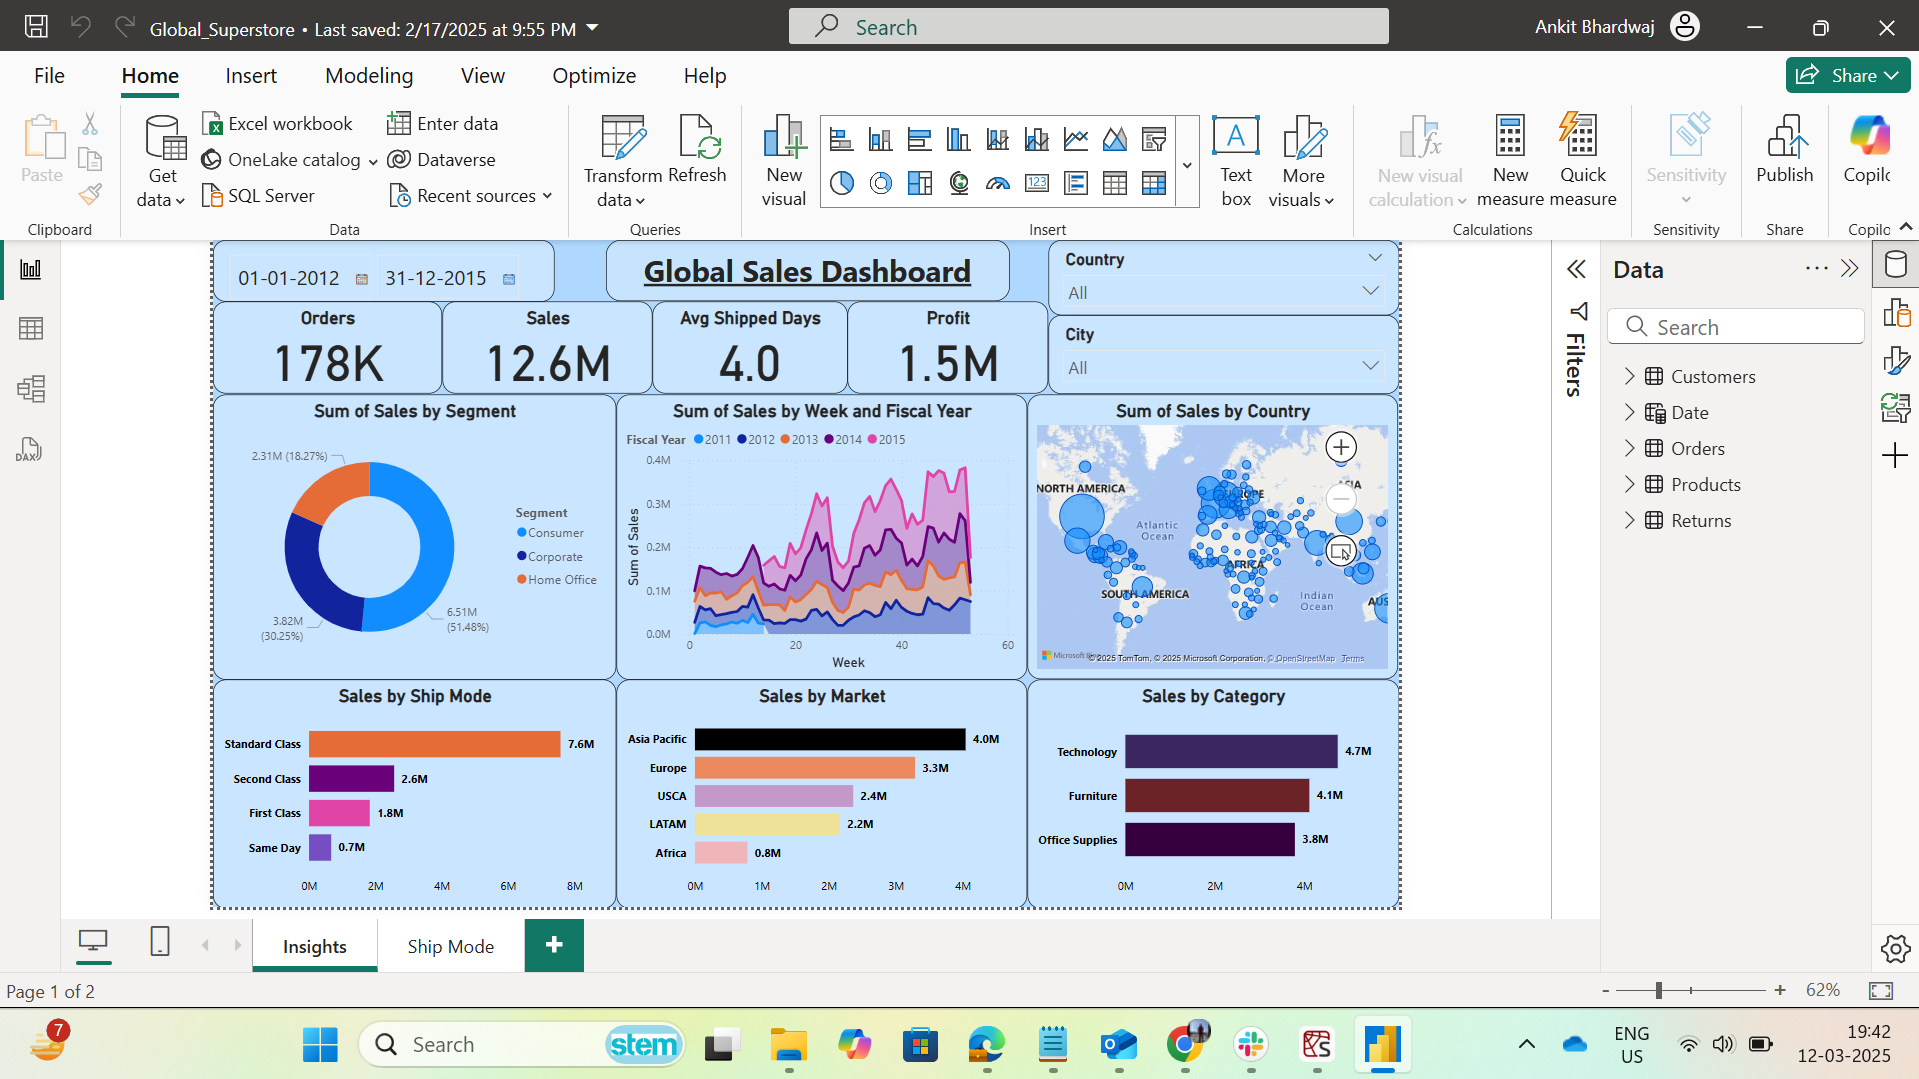 Global_Superstore • Last saved: 2/17/2025 at 9:55 PM
Search
Ankit Bhardwaj
File
Home
Insert
Modeling
View
Optimize
Help
Share
Paste
Clipboard
Get data
Excel workbook
OneLake catalog
SQL Server
Enter data
Dataverse
Recent sources
Data
Transform data
Refresh
Queries
New visual
Text box
More visuals
Insert
New visual calculation
New measure
Quick measure
Calculations
Sensitivity
Sensitivity
Publish
Share
Copilc
Copilc
01-01-2012
31-12-2015
Global Sales Dashboard
Country
All
City
All
Orders
178K
Sales
12.6M
Avg Shipped Days
4.0
Profit
1.5M
Sum of Sales by Segment
2.31M (18.27%)
3.82M
(30.25%)
6.51M
(51.48%)
Segment
Consumer
Corporate
Home Office
Sum of Sales by Week and Fiscal Year
Fiscal Year 2011 2012 2013 2014 2015
Sum of Sales
0.4M
0.3M
0.2M
0.1M
0.0M
0 20 40 60
Week
Sum of Sales by Country
NORTH AMERICA
Atlantic
Ocean
AFRICA
SOUTH AMERICA
Indian
Ocean
AUS
© 2025 TomTom, © 2025 Microsoft Corporation, © OpenStreetMap Terms
Sales by Ship Mode
Standard Class 7.6M
Second Class 2.6M
First Class 1.8M
Same Day 0.7M
0M 2M 4M 6M 8M
Sales by Market
Asia Pacific 4.0M
Europe 3.3M
USCA 2.4M
LATAM 2.2M
Africa 0.8M
0M 1M 2M 3M 4M
Sales by Category
Technology 4.7M
Furniture 4.1M
Office Supplies 3.8M
0M 2M 4M
Filters
Data
Search
Customers
Date
Orders
Products
Returns
DAX
Insights
Ship Mode
Page 1 of 2
62%
7
Search
stem
ENG
US
19:42
12-03-2025